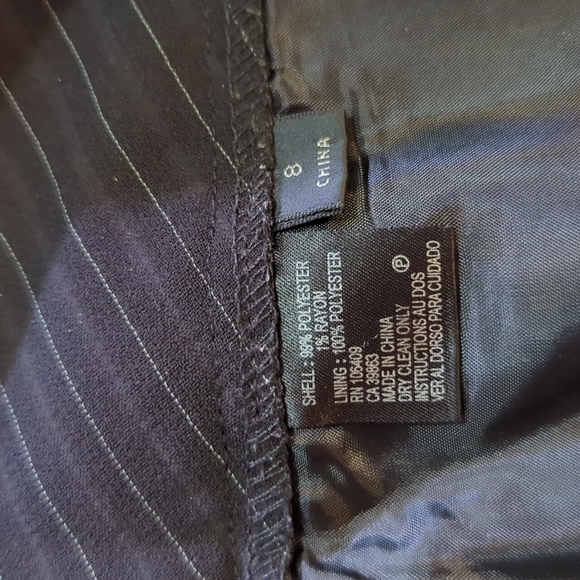 8
CHINA
SHELL : 99% POLYESTER
1% RAYON
LINING : 100% POLYESTER
RN 106409
CA 39863
MADE IN CHINA
DRY CLEAN ONLY Ⓟ
INSTRUCTIONS AU DOS
VER AL DORSO PARA CUIDADO